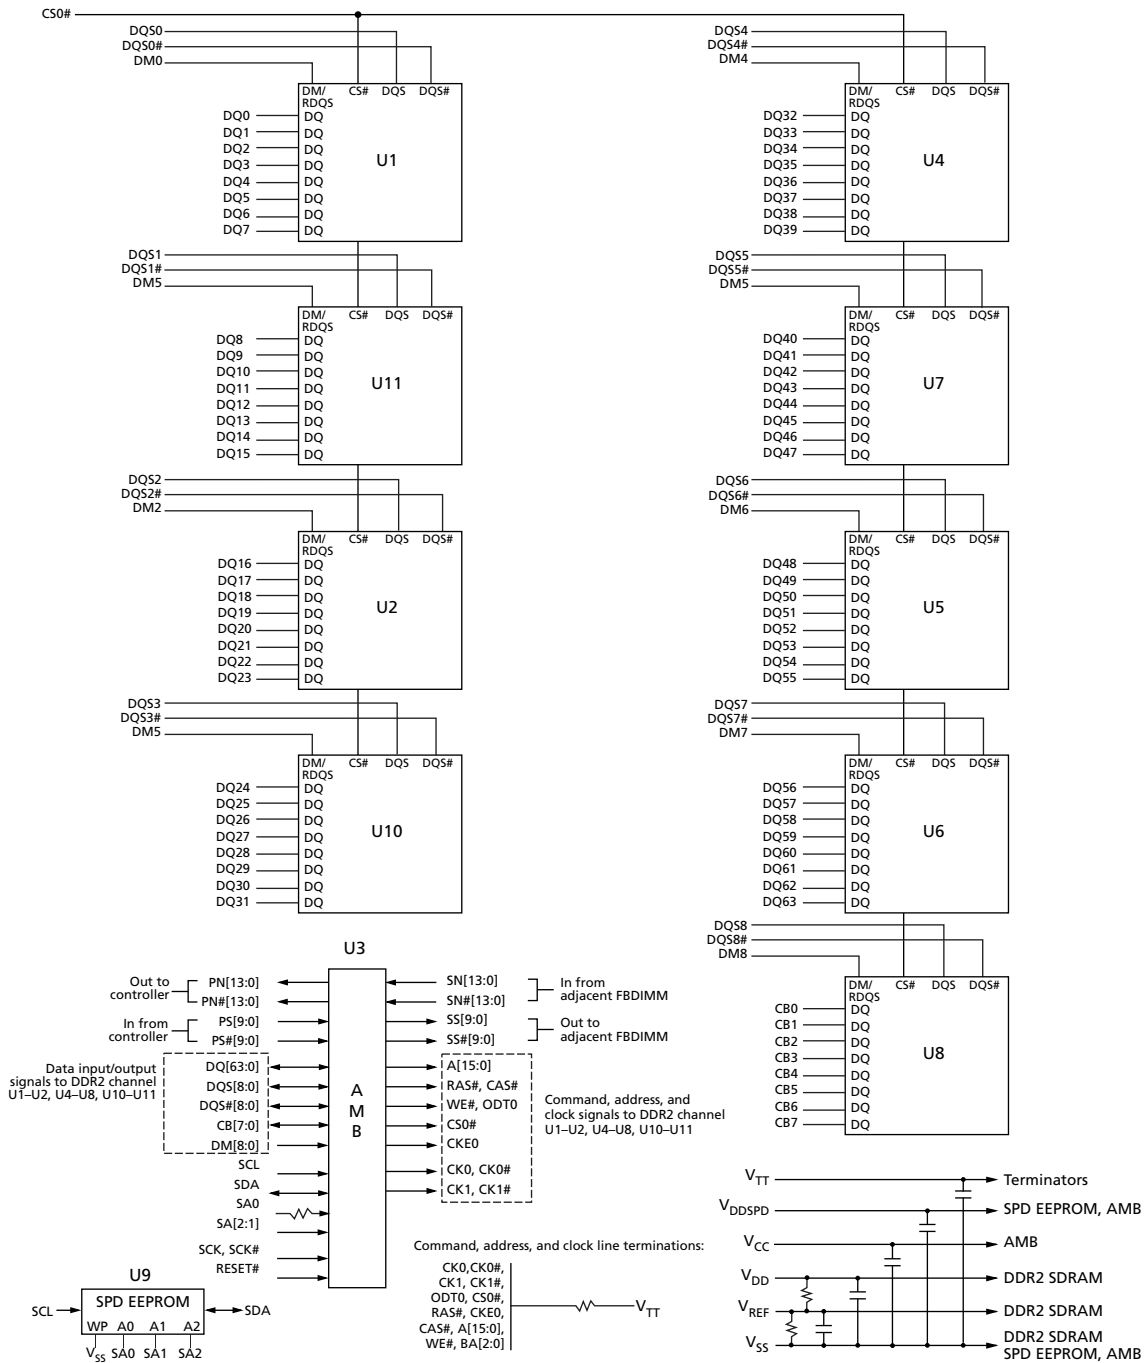 CS0#
DQS0
DQS0#
DM0
DM/ CS# DQS DQS#
RDQS
DQ0 DQ
DQ1 DQ
DQ2 DQ
DQ3 DQ
DQ4 DQ
DQ5 DQ
DQ6 DQ
DQ7 DQ
U1
DQS1
DQS1#
DM5
DM/ CS# DQS DQS#
RDQS
DQ8 DQ
DQ9 DQ
DQ10 DQ
DQ11 DQ
DQ12 DQ
DQ13 DQ
DQ14 DQ
DQ15 DQ
U11
DQS2
DQS2#
DM2
DM/ CS# DQS DQS#
RDQS
DQ16 DQ
DQ17 DQ
DQ18 DQ
DQ19 DQ
DQ20 DQ
DQ21 DQ
DQ22 DQ
DQ23 DQ
U2
DQS3
DQS3#
DM5
DM/ CS# DQS DQS#
RDQS
DQ24 DQ
DQ25 DQ
DQ26 DQ
DQ27 DQ
DQ28 DQ
DQ29 DQ
DQ30 DQ
DQ31 DQ
U10
DQS4
DQS4#
DM4
DM/ CS# DQS DQS#
RDQS
DQ32 DQ
DQ33 DQ
DQ34 DQ
DQ35 DQ
DQ36 DQ
DQ37 DQ
DQ38 DQ
DQ39 DQ
U4
DQS5
DQS5#
DM5
DM/ CS# DQS DQS#
RDQS
DQ40 DQ
DQ41 DQ
DQ42 DQ
DQ43 DQ
DQ44 DQ
DQ45 DQ
DQ46 DQ
DQ47 DQ
U7
DQS6
DQS6#
DM6
DM/ CS# DQS DQS#
RDQS
DQ48 DQ
DQ49 DQ
DQ50 DQ
DQ51 DQ
DQ52 DQ
DQ53 DQ
DQ54 DQ
DQ55 DQ
U5
DQS7
DQS7#
DM7
DM/ CS# DQS DQS#
RDQS
DQ56 DQ
DQ57 DQ
DQ58 DQ
DQ59 DQ
DQ60 DQ
DQ61 DQ
DQ62 DQ
DQ63 DQ
U6
DQS8
DQS8#
DM8
DM/ CS# DQS DQS#
RDQS
CB0 DQ
CB1 DQ
CB2 DQ
CB3 DQ
CB4 DQ
CB5 DQ
CB6 DQ
CB7 DQ
U8
U3
A
M
B
Out to
controller
PN[13:0]
PN#[13:0]
In from
controller
PS[9:0]
PS#[9:0]
Data input/output
signals to DDR2 channel
U1–U2, U4–U8, U10–U11
DQ[63:0]
DQS[8:0]
DQS#[8:0]
CB[7:0]
DM[8:0]
SCL
SDA
SA0
SA[2:1]
SCK, SCK#
RESET#
SN[13:0]
SN#[13:0]
In from
adjacent FBDIMM
SS[9:0]
SS#[9:0]
Out to
adjacent FBDIMM
A[15:0]
RAS#, CAS#
WE#, ODT0
CS0#
CKE0
CK0, CK0#
CK1, CK1#
Command, address, and
clock signals to DDR2 channel
U1–U2, U4–U8, U10–U11
U9
SPD EEPROM
SCL
SDA
WP A0 A1 A2
VSS SA0 SA1 SA2
Command, address, and clock line terminations:
CK0,CK0#,
CK1, CK1#,
ODT0, CS0#,
RAS#, CKE0,
CAS#, A[15:0],
WE#, BA[2:0]
VTT
VTT Terminators
VDDSPD SPD EEPROM, AMB
VCC AMB
VDD DDR2 SDRAM
VREF DDR2 SDRAM
VSS DDR2 SDRAM
SPD EEPROM, AMB